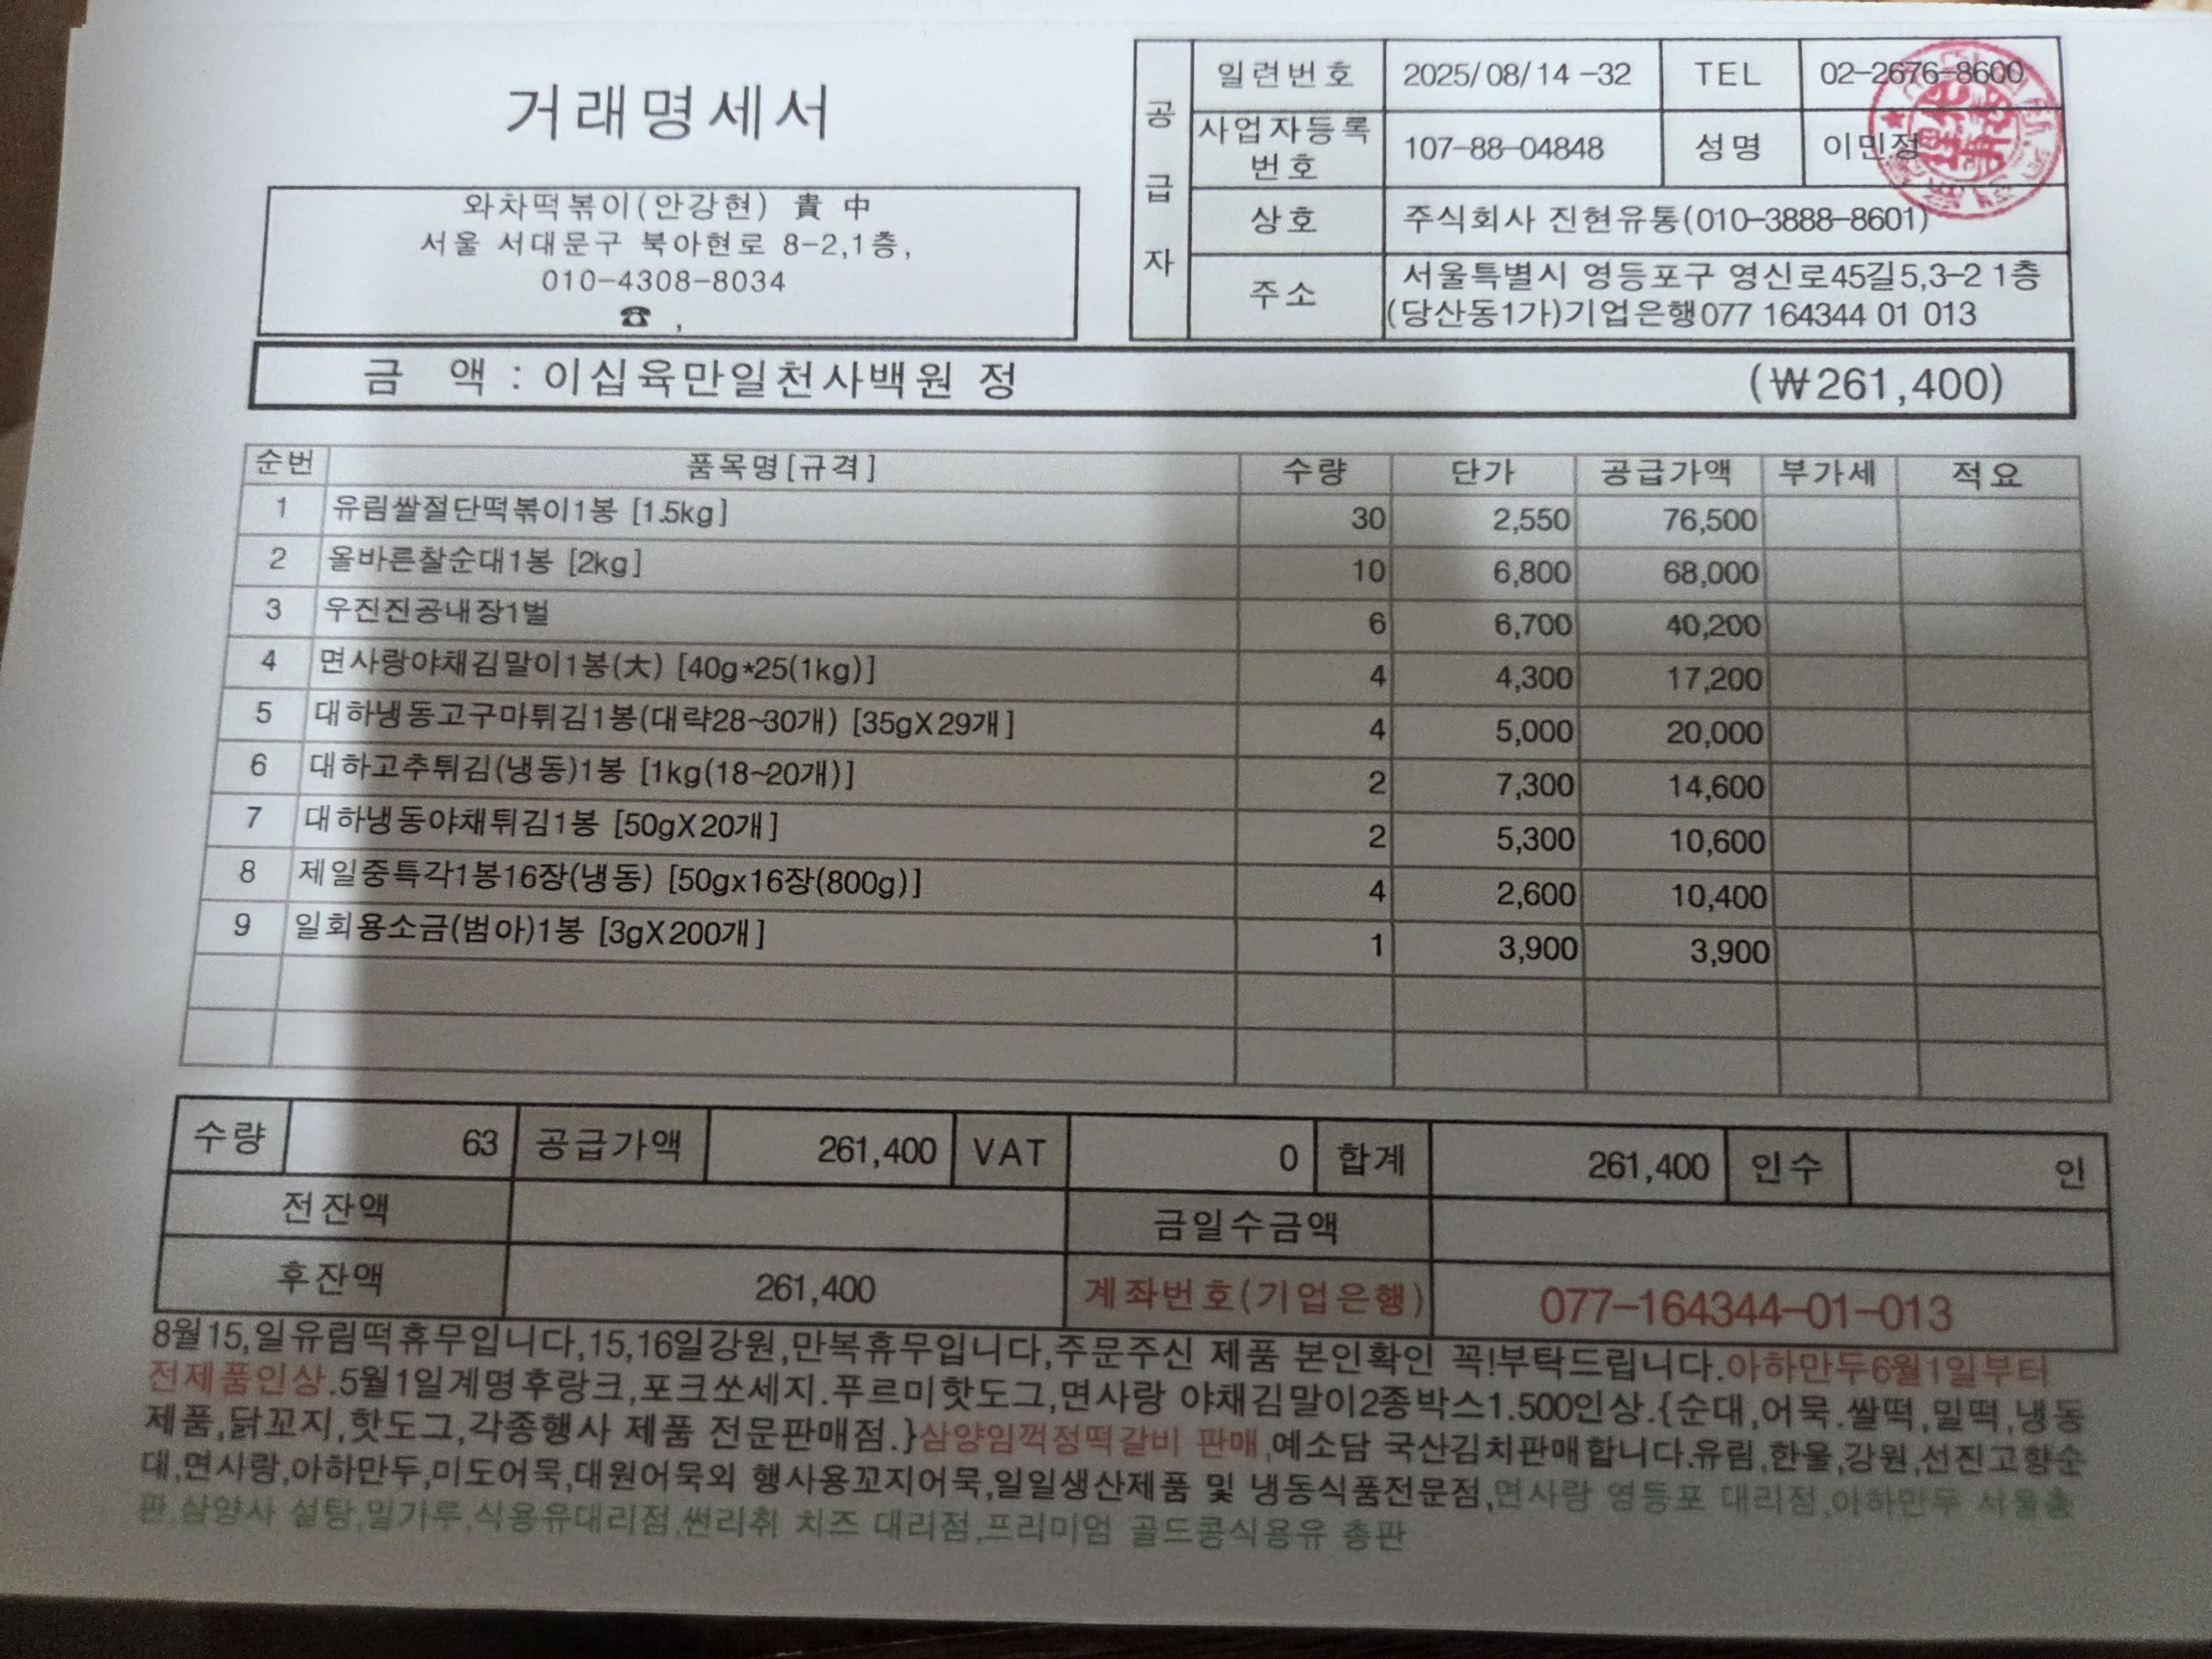 거래명세서
와차떡볶이(안강현) 貴 中
서울 서대문구 북아현로 8-2,1층,
010-4308-8034
☎ ,
공급자
일련번호 2025/08/14 -32 TEL 02-2676-8600
사업자등록번호 107-88-04848 성명 이민정
상호 주식회사 진현유통(010-3888-8601)
주소 서울특별시 영등포구 영신로45길5,3-2 1층
(당산동1가)기업은행077 164344 01 013
금 액 : 이십육만일천사백원 정 (₩261,400)
순번 품목명[규격] 수량 단가 공급가액 부가세 적요
1 유림쌀절단떡볶이1봉 [1.5kg] 30 2,550 76,500
2 올바른찰순대1봉 [2kg] 10 6,800 68,000
3 우진진공내장1벌 6 6,700 40,200
4 면사랑야채김말이1봉(大) [40g*25(1kg)] 4 4,300 17,200
5 대하냉동고구마튀김1봉(대략28~30개) [35gX29개] 4 5,000 20,000
6 대하고추튀김(냉동)1봉 [1kg(18~20개)] 2 7,300 14,600
7 대하냉동야채튀김1봉 [50gX20개] 2 5,300 10,600
8 제일중특각1봉16장(냉동) [50gx16장(800g)] 4 2,600 10,400
9 일회용소금(범아)1봉 [3gX200개] 1 3,900 3,900
수량 63 공급가액 261,400 VAT 0 합계 261,400 인수 인
전잔액 금일수금액
후잔액 261,400 계좌번호(기업은행) 077-164344-01-013
8월15,일유림떡휴무입니다,15,16일강원,만복휴무입니다,주문주신 제품 본인확인 꼭!부탁드립니다.아하만두6월1일부터
전제품인상.5월1일계명후랑크,포크쏘세지.푸르미핫도그,면사랑 야채김말이2종박스1.500인상.{순대,어묵.쌀떡,밀떡,냉동
제품,닭꼬지,핫도그,각종행사 제품 전문판매점.}삼양임꺽정떡갈비 판매,예소담 국산김치판매합니다.유림,한울,강원,선진고향순
대,면사랑,아하만두,미도어묵,대원어묵외 행사용꼬지어묵,일일생산제품 및 냉동식품전문점,면사랑 영등포 대리점,아하만두 서울총
판,삼양사 설탕,밀가루,식용유대리점,썬리취 치즈 대리점,프리미엄 골드콩식용유 총판